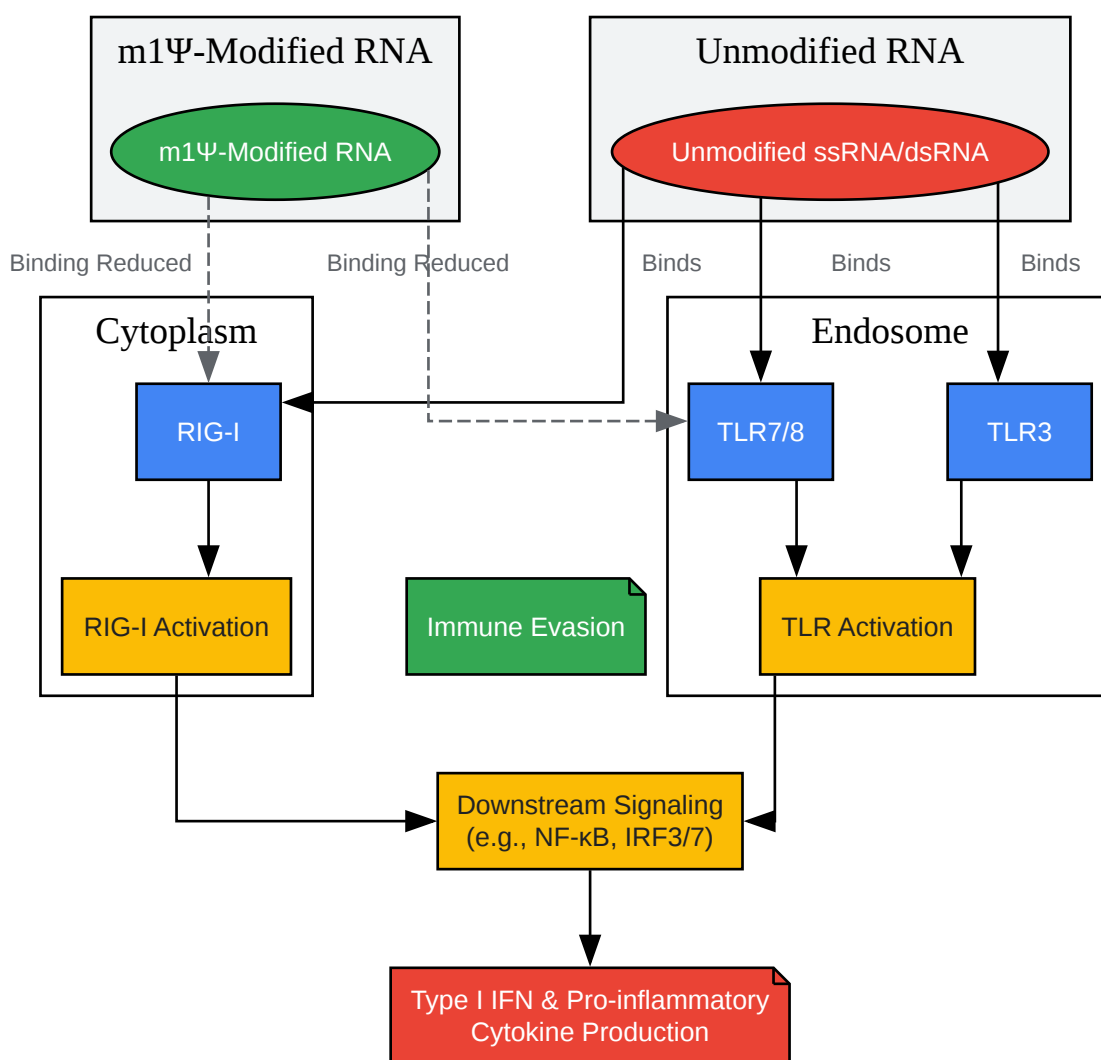 m1Ψ-Modified RNA
Unmodified RNA
m1Ψ-Modified RNA
Unmodified ssRNA/dsRNA
Binding Reduced
Binding Reduced
Binds
Binds
Binds
Cytoplasm
Endosome
RIG-I
TLR7/8
TLR3
RIG-I Activation
Immune Evasion
TLR Activation
Downstream Signaling
(e.g., NF-κB, IRF3/7)
Type I IFN & Pro-inflammatory
Cytokine Production